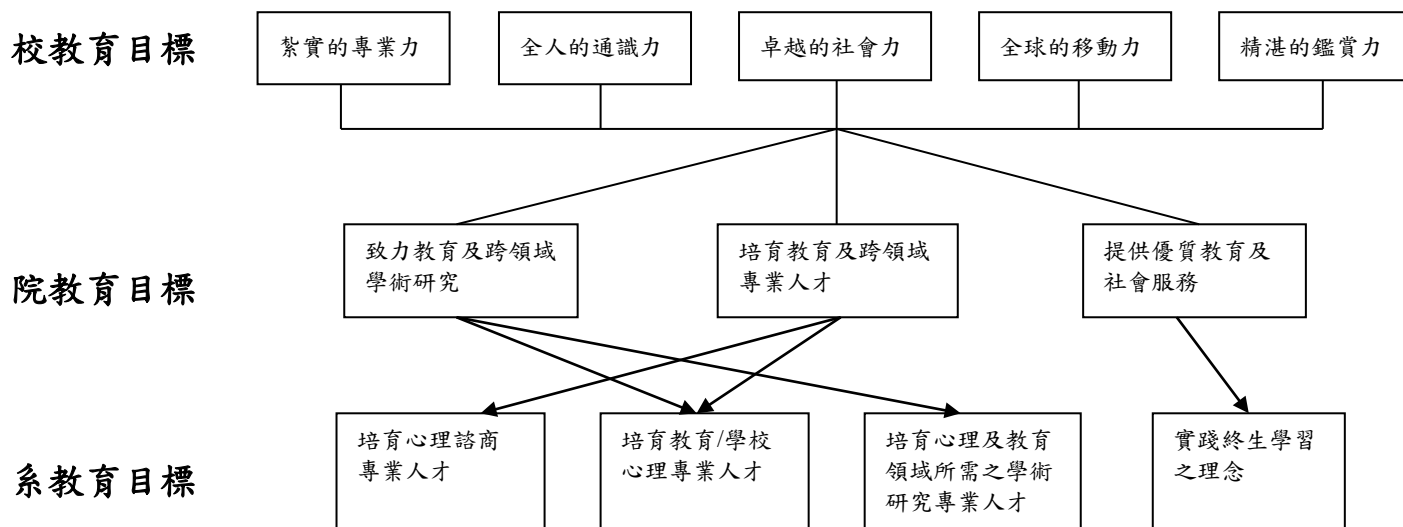 校教育目標
紮實的專業力
全人的通識力
卓越的社會力
全球的移動力
精湛的鑑賞力
院教育目標
致力教育及跨領域
學術研究
培育教育及跨領域
專業人才
提供優質教育及
社會服務
系教育目標
培育心理諮商
專業人才
培育教育/學校
心理專業人才
培育心理及教育
領域所需之學術
研究專業人才
實踐終生學習
之理念